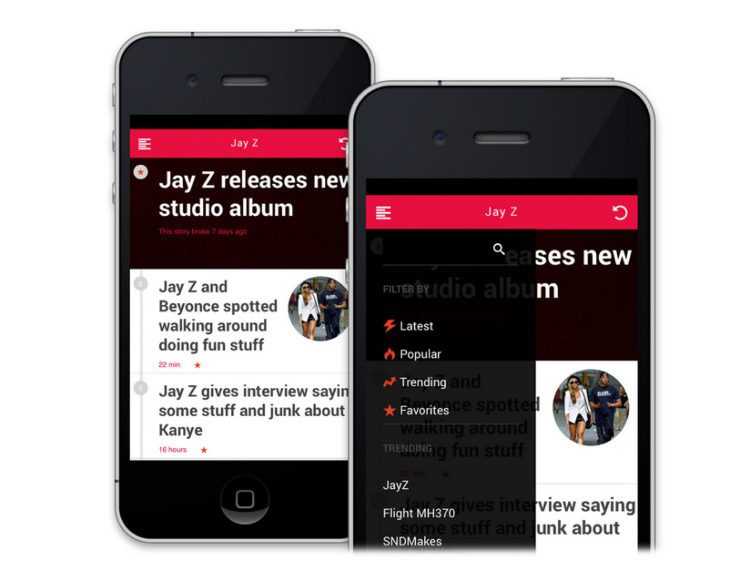 Jay Z
Jay Z releases new
studio album
This story broke 7 days ago
Jay Z and
Beyonce spotted
walking around
doing fun stuff
22 min
Jay Z gives interview sayin
some stuff and junk about
Kanye
16 hours
Jay Z
eases new
studio album
FILTER BY
Latest
Popular
Trending
Favorites
Jay Z and
Beyonce spotted
walking around
doing fun stuff
22 min
TRENDING
JayZ
Flight MH370
SNDMakes
Jay Z gives interview saying
some stuff and junk about